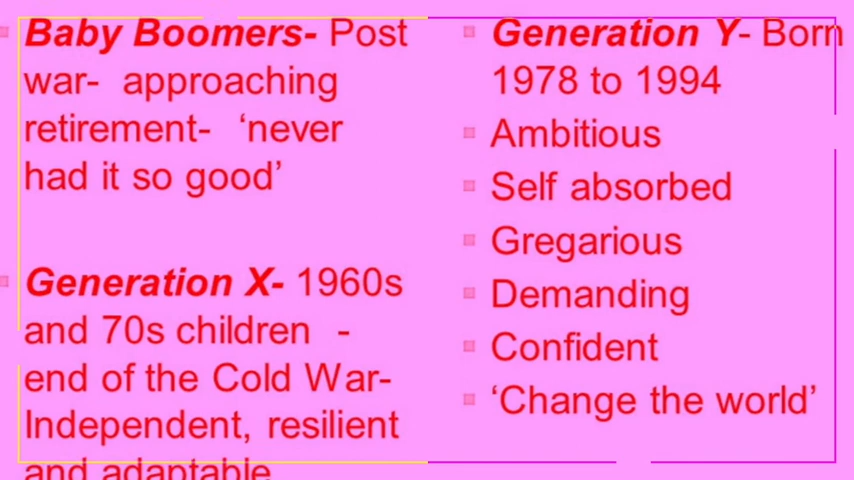 Baby Boomers- Post
war- approaching
retirement- ‘never
had it so good’
Generation X- 1960s
and 70s children -
end of the Cold War-
Independent, resilient
and adaptable
Generation Y- Born
1978 to 1994
Ambitious
Self absorbed
Gregarious
Demanding
Confident
‘Change the world’